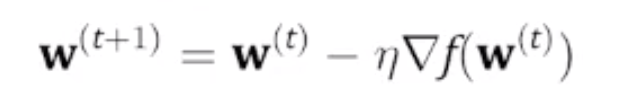 w^(t+1) = w^(t) − η∇f(w^(t))